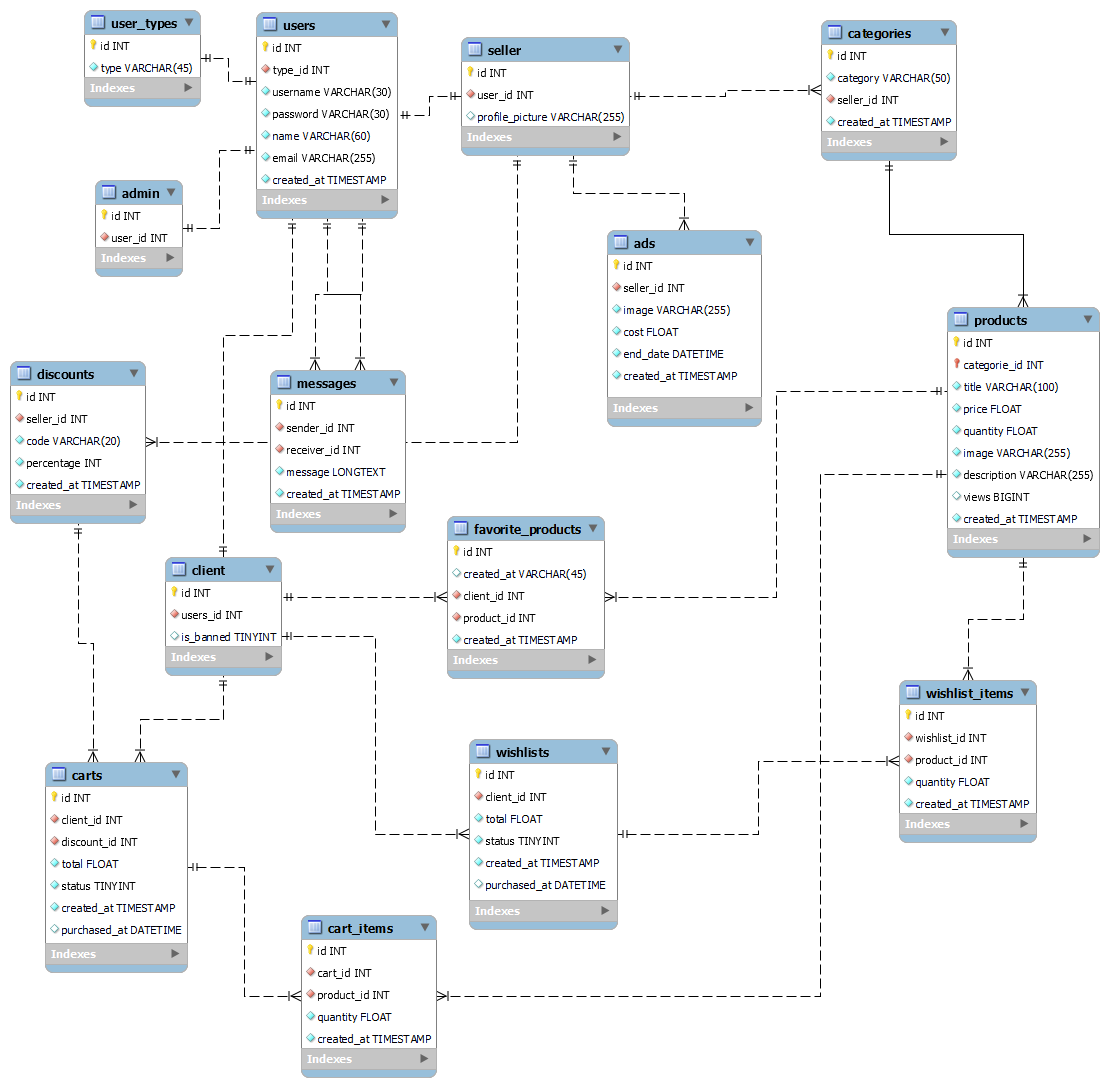 user_types
id INT
type VARCHAR(45)
Indexes
users
id INT
type_id INT
username VARCHAR(30)
password VARCHAR(30)
name VARCHAR(60)
email VARCHAR(255)
created_at TIMESTAMP
Indexes
seller
id INT
user_id INT
profile_picture VARCHAR(255)
Indexes
categories
id INT
category VARCHAR(50)
seller_id INT
created_at TIMESTAMP
Indexes
admin
id INT
user_id INT
Indexes
ads
id INT
seller_id INT
image VARCHAR(255)
cost FLOAT
end_date DATETIME
created_at TIMESTAMP
Indexes
products
id INT
categorie_id INT
title VARCHAR(100)
price FLOAT
quantity FLOAT
image VARCHAR(255)
description VARCHAR(255)
views BIGINT
created_at TIMESTAMP
Indexes
discounts
id INT
seller_id INT
code VARCHAR(20)
percentage INT
created_at TIMESTAMP
Indexes
messages
id INT
sender_id INT
receiver_id INT
message LONGTEXT
created_at TIMESTAMP
Indexes
favorite_products
id INT
created_at VARCHAR(45)
client_id INT
product_id INT
created_at TIMESTAMP
Indexes
client
id INT
users_id INT
is_banned TINYINT
Indexes
wishlist_items
id INT
wishlist_id INT
product_id INT
quantity FLOAT
created_at TIMESTAMP
Indexes
wishlists
id INT
client_id INT
total FLOAT
status TINYINT
created_at TIMESTAMP
purchased_at DATETIME
Indexes
carts
id INT
client_id INT
discount_id INT
total FLOAT
status TINYINT
created_at TIMESTAMP
purchased_at DATETIME
Indexes
cart_items
id INT
cart_id INT
product_id INT
quantity FLOAT
created_at TIMESTAMP
Indexes